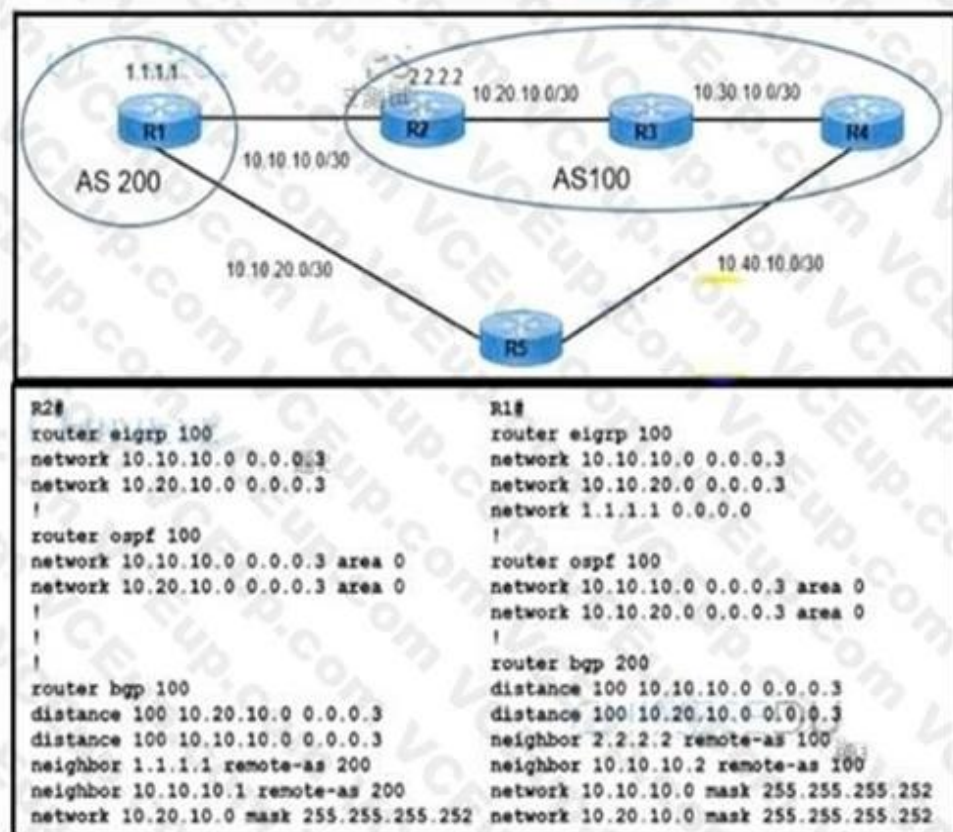 1.1.1.1
2.2.2.2
10.20.10.0/30
10.30.10.0/30
R1
R2
R3
R4
10.10.10.0/30
AS 200
AS100
10.10.20.0/30
10.40.10.0/30
R5
R2#
router eigrp 100
network 10.10.10.0 0.0.0.3
network 10.20.10.0 0.0.0.3
!
router ospf 100
network 10.10.10.0 0.0.0.3 area 0
network 10.20.10.0 0.0.0.3 area 0
!
!
!
router bgp 100
distance 100 10.20.10.0 0.0.0.3
distance 100 10.10.10.0 0.0.0.3
neighbor 1.1.1.1 remote-as 200
neighbor 10.10.10.1 remote-as 200
network 10.20.10.0 mask 255.255.255.252
R1#
router eigrp 100
network 10.10.10.0 0.0.0.3
network 10.10.20.0 0.0.0.3
network 1.1.1.1 0.0.0.0
!
router ospf 100
network 10.10.10.0 0.0.0.3 area 0
network 10.10.20.0 0.0.0.3 area 0
!
router bgp 200
distance 100 10.10.10.0 0.0.0.3
distance 100 10.20.10.0 0.0.0.3
neighbor 2.2.2.2 remote-as 100
neighbor 10.10.10.2 remote-as 100
network 10.10.10.0 mask 255.255.255.252
network 10.20.10.0 mask 255.255.255.252
VCEup.com